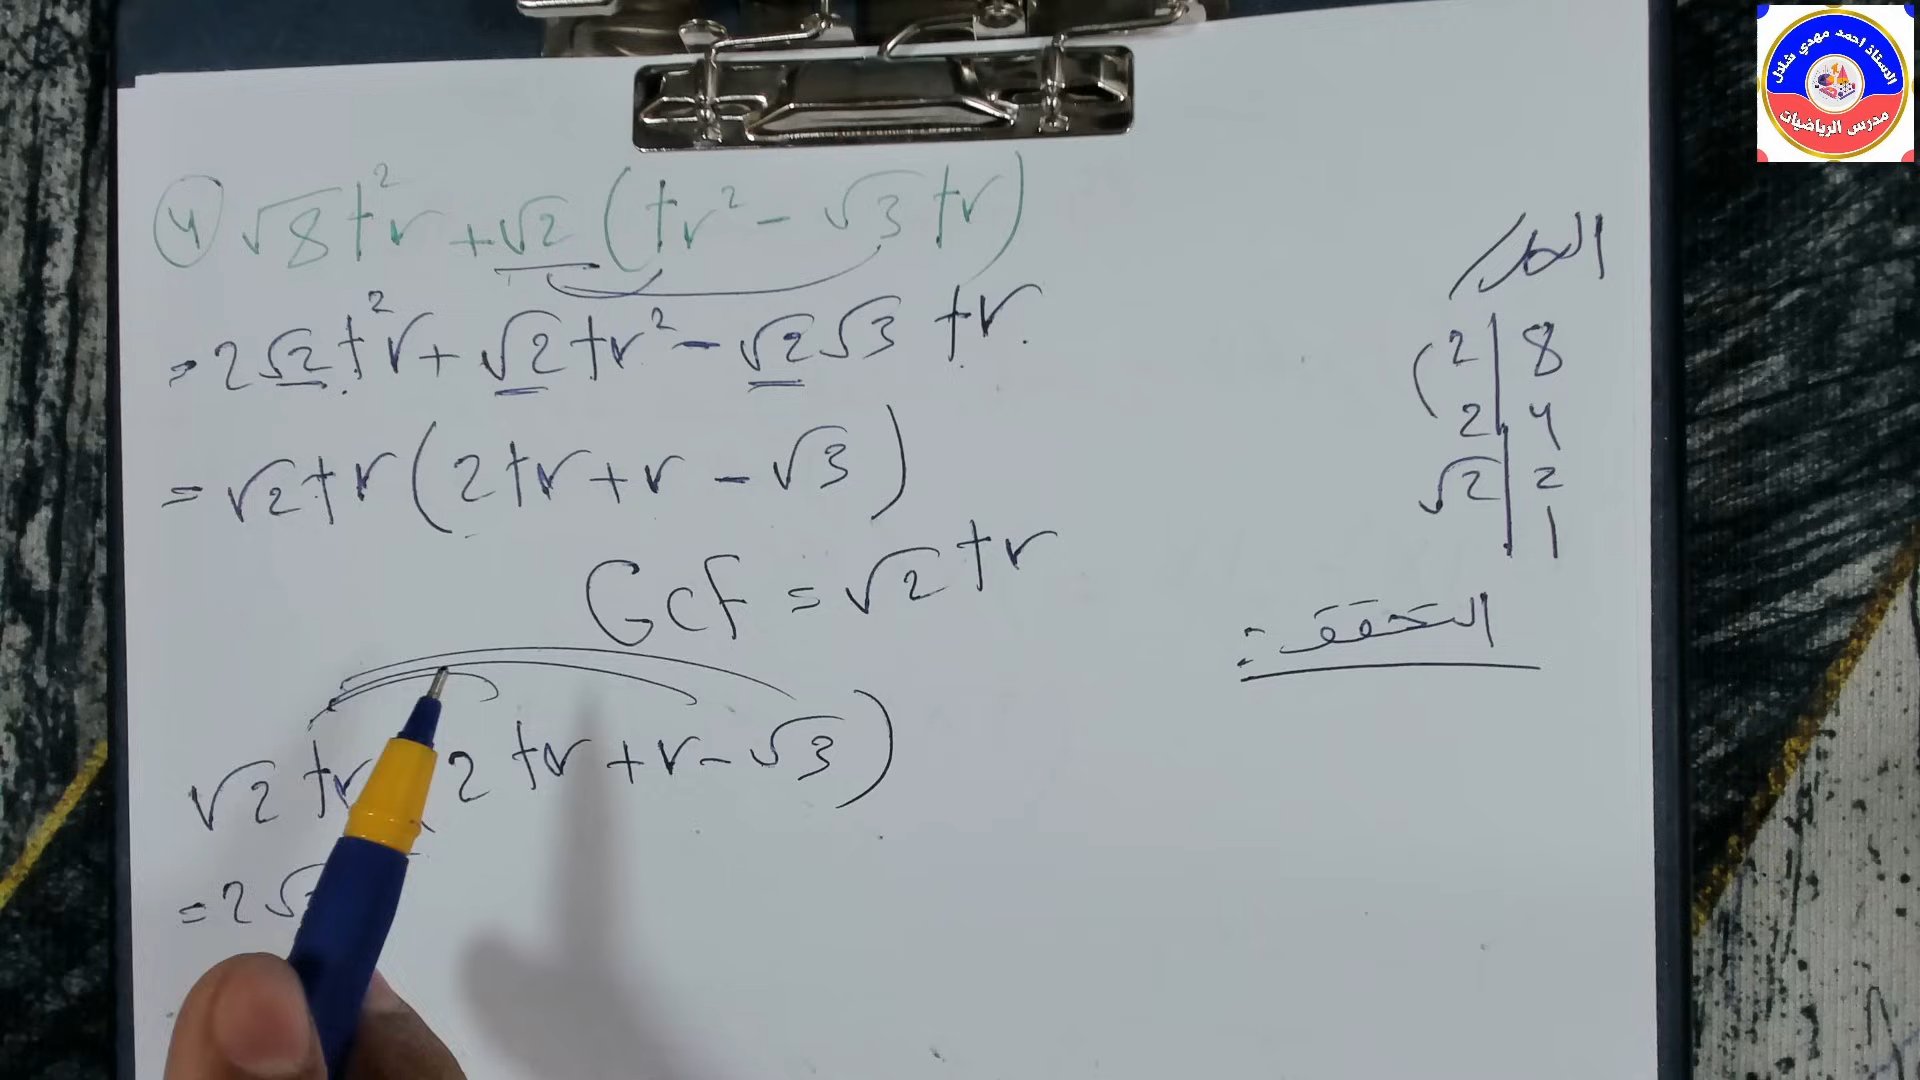 ④ √8 t²r + √2 (tr² − √3 tr)
= 2√2 t²r + √2 tr² − √2 √3 tr
= √2 tr (2tr + r − √3)
GCF = √2 tr
√2 tr (2 tr + r − √3)
= 2√
الحل
2 | 8
2 | 4
√2 | 2
| 1
التحقق:
الاستاذ احمد مهدي شلال
مدرس الرياضيات